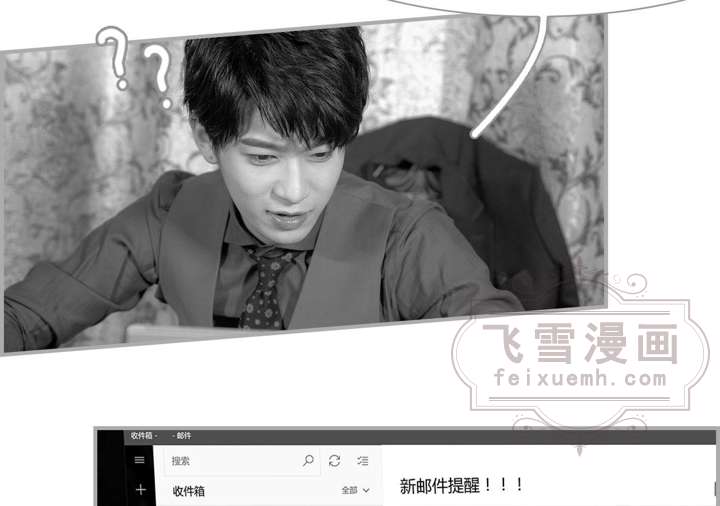 ??
飞雪漫画
feixuemh.com
收件箱 - - 邮件
搜索
收件箱 全部
新邮件提醒！！！